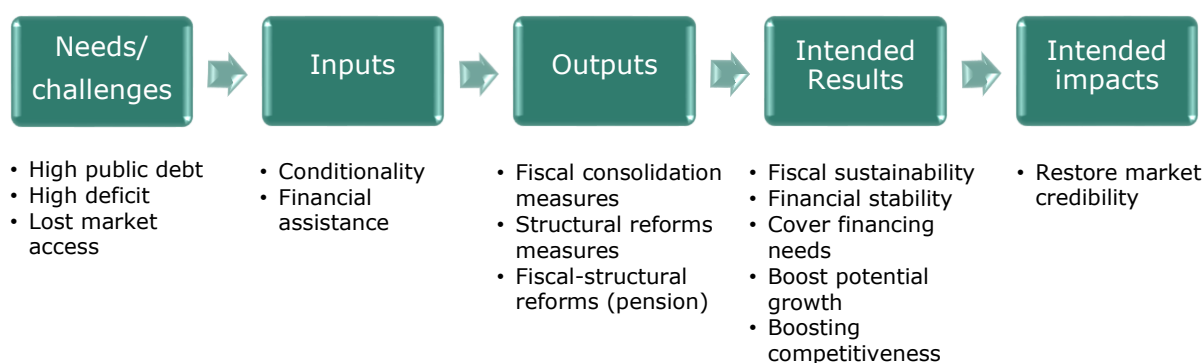 Needs/
challenges
Inputs
Outputs
Intended
Results
Intended
impacts
• High public debt
• High deficit
• Lost market
access
• Conditionality
• Financial
assistance
• Fiscal consolidation
measures
• Structural reforms
measures
• Fiscal-structural
reforms (pension)
• Fiscal sustainability
• Financial stability
• Cover financing
needs
• Boost potential
growth
• Boosting
competitiveness
• Restore market
credibility